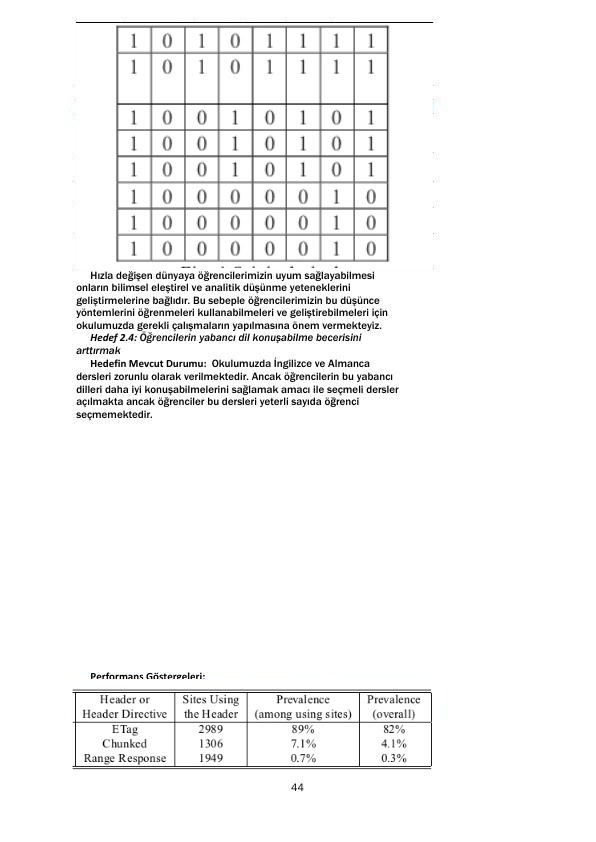 1 0 1 0 1 1 1 1
1 0 1 0 1 1 1 1
1 0 0 1 0 1 0 1
1 0 0 1 0 1 0 1
1 0 0 1 0 1 0 1
1 0 0 0 0 0 1 0
1 0 0 0 0 0 1 0
1 0 0 0 0 0 1 0
Hızla değişen dünyaya öğrencilerimizin uyum sağlayabilmesi
onların bilimsel eleştirel ve analitik düşünme yeteneklerini
geliştirmelerine bağlıdır. Bu sebeple öğrencilerimizin bu düşünce
yöntemlerini öğrenmeleri kullanabilmeleri ve geliştirebilmeleri için
okulumuzda gerekli çalışmaların yapılmasına önem vermekteyiz.
Hedef 2.4: Öğrencilerin yabancı dil konuşabilme becerisini
arttırmak
Hedefin Mevcut Durumu: Okulumuzda İngilizce ve Almanca
dersleri zorunlu olarak verilmektedir. Ancak öğrencilerin bu yabancı
dilleri daha iyi konuşabilmelerini sağlamak amacı ile seçmeli dersler
açılmakta ancak öğrenciler bu dersleri yeterli sayıda öğrenci
seçmemektedir.
Performans Göstergeleri:
Header or Sites Using Prevalence Prevalence
Header Directive the Header (among using sites) (overall)
ETag 2989 89% 82%
Chunked 1306 7.1% 4.1%
Range Response 1949 0.7% 0.3%
44